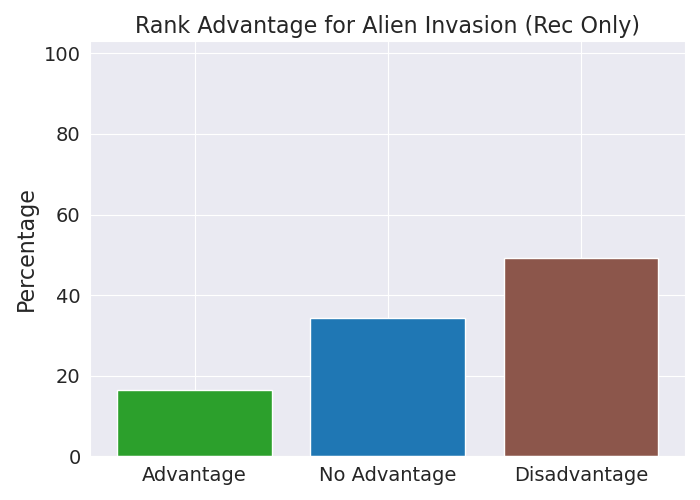 Rank Advantage for Alien Invasion (Rec Only)
100
80
60
40
20
0
Percentage
Advantage
No Advantage
Disadvantage